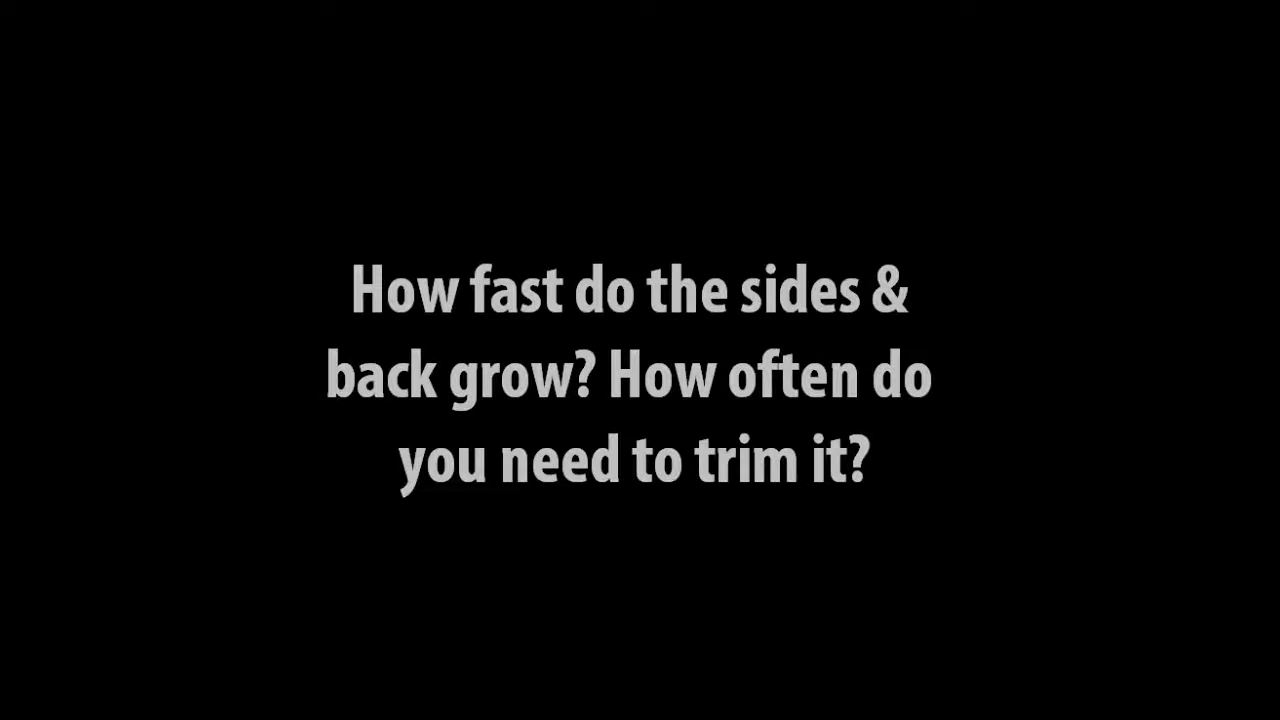 How fast do the sides &
back grow? How often do
you need to trim it?